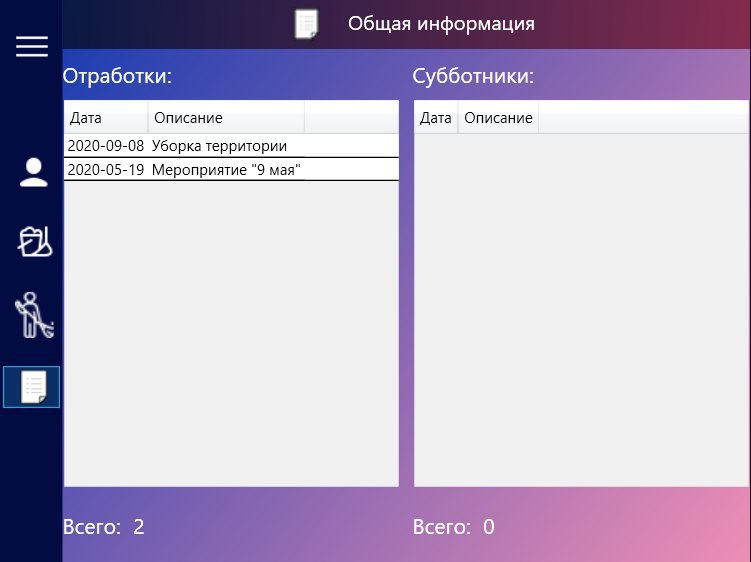 Общая информация
Отработки:
Дата Описание
2020-09-08 Уборка территории
2020-05-19 Мероприятие "9 мая"
Всего: 2
Субботники:
Дата Описание
Всего: 0